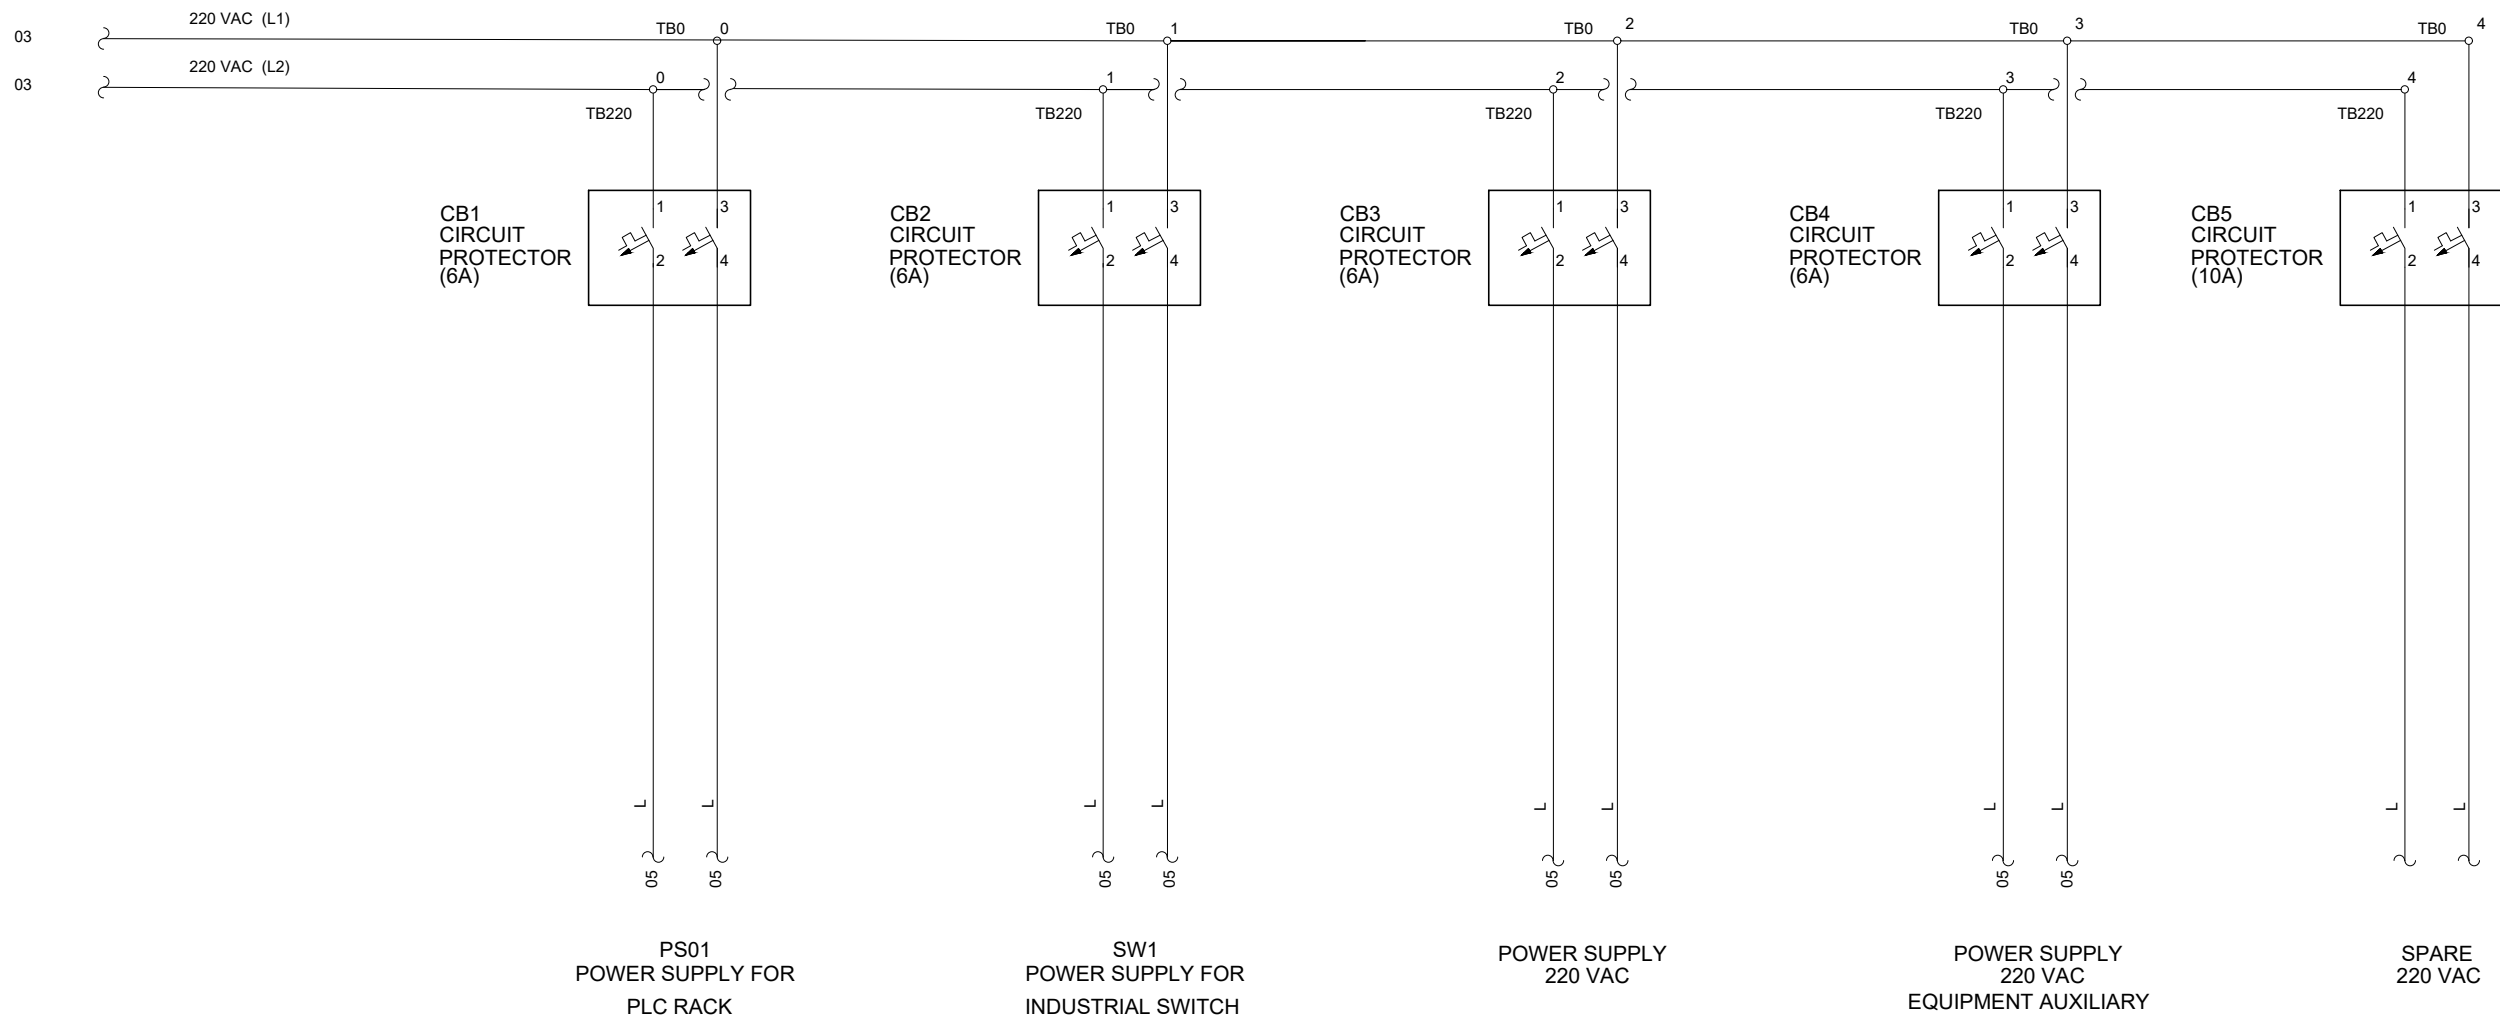 220 VAC (L1)
03
TB0 0
TB0 1
TB0 2
TB0 3
TB0 4
220 VAC (L2)
03
0
1
2
3
4
TB220
TB220
TB220
TB220
TB220
CB1
CIRCUIT
PROTECTOR
(6A)
1 3
2 4
CB2
CIRCUIT
PROTECTOR
(6A)
1 3
2 4
CB3
CIRCUIT
PROTECTOR
(6A)
1 3
2 4
CB4
CIRCUIT
PROTECTOR
(6A)
1 3
2 4
CB5
CIRCUIT
PROTECTOR
(10A)
1 3
2 4
L L
L L
L L
L L
L L
05 05
05 05
05 05
05 05
PS01
POWER SUPPLY FOR
PLC RACK
SW1
POWER SUPPLY FOR
INDUSTRIAL SWITCH
POWER SUPPLY
220 VAC
POWER SUPPLY
220 VAC
EQUIPMENT AUXILIARY
SPARE
220 VAC